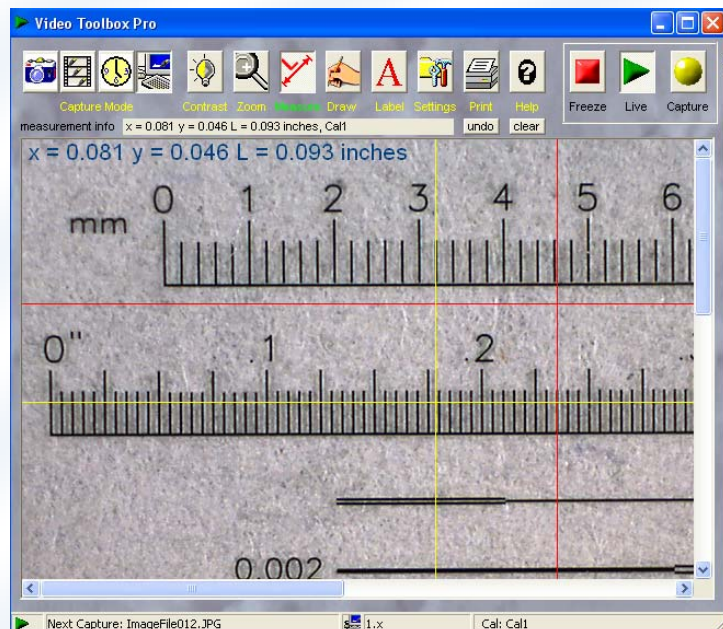 Video Toolbox Pro
Capture Mode Contrast Zoom Measure Draw Label Settings Print Help Freeze Live Capture
measurement info x = 0.081 y = 0.046 L = 0.093 inches, Cal1 undo clear
x = 0.081 y = 0.046 L = 0.093 inches
0 1 2 3 4 5 6
mm
0" .1 .2
0.002
Next Capture: ImageFile012.JPG 1.x Cal: Cal1